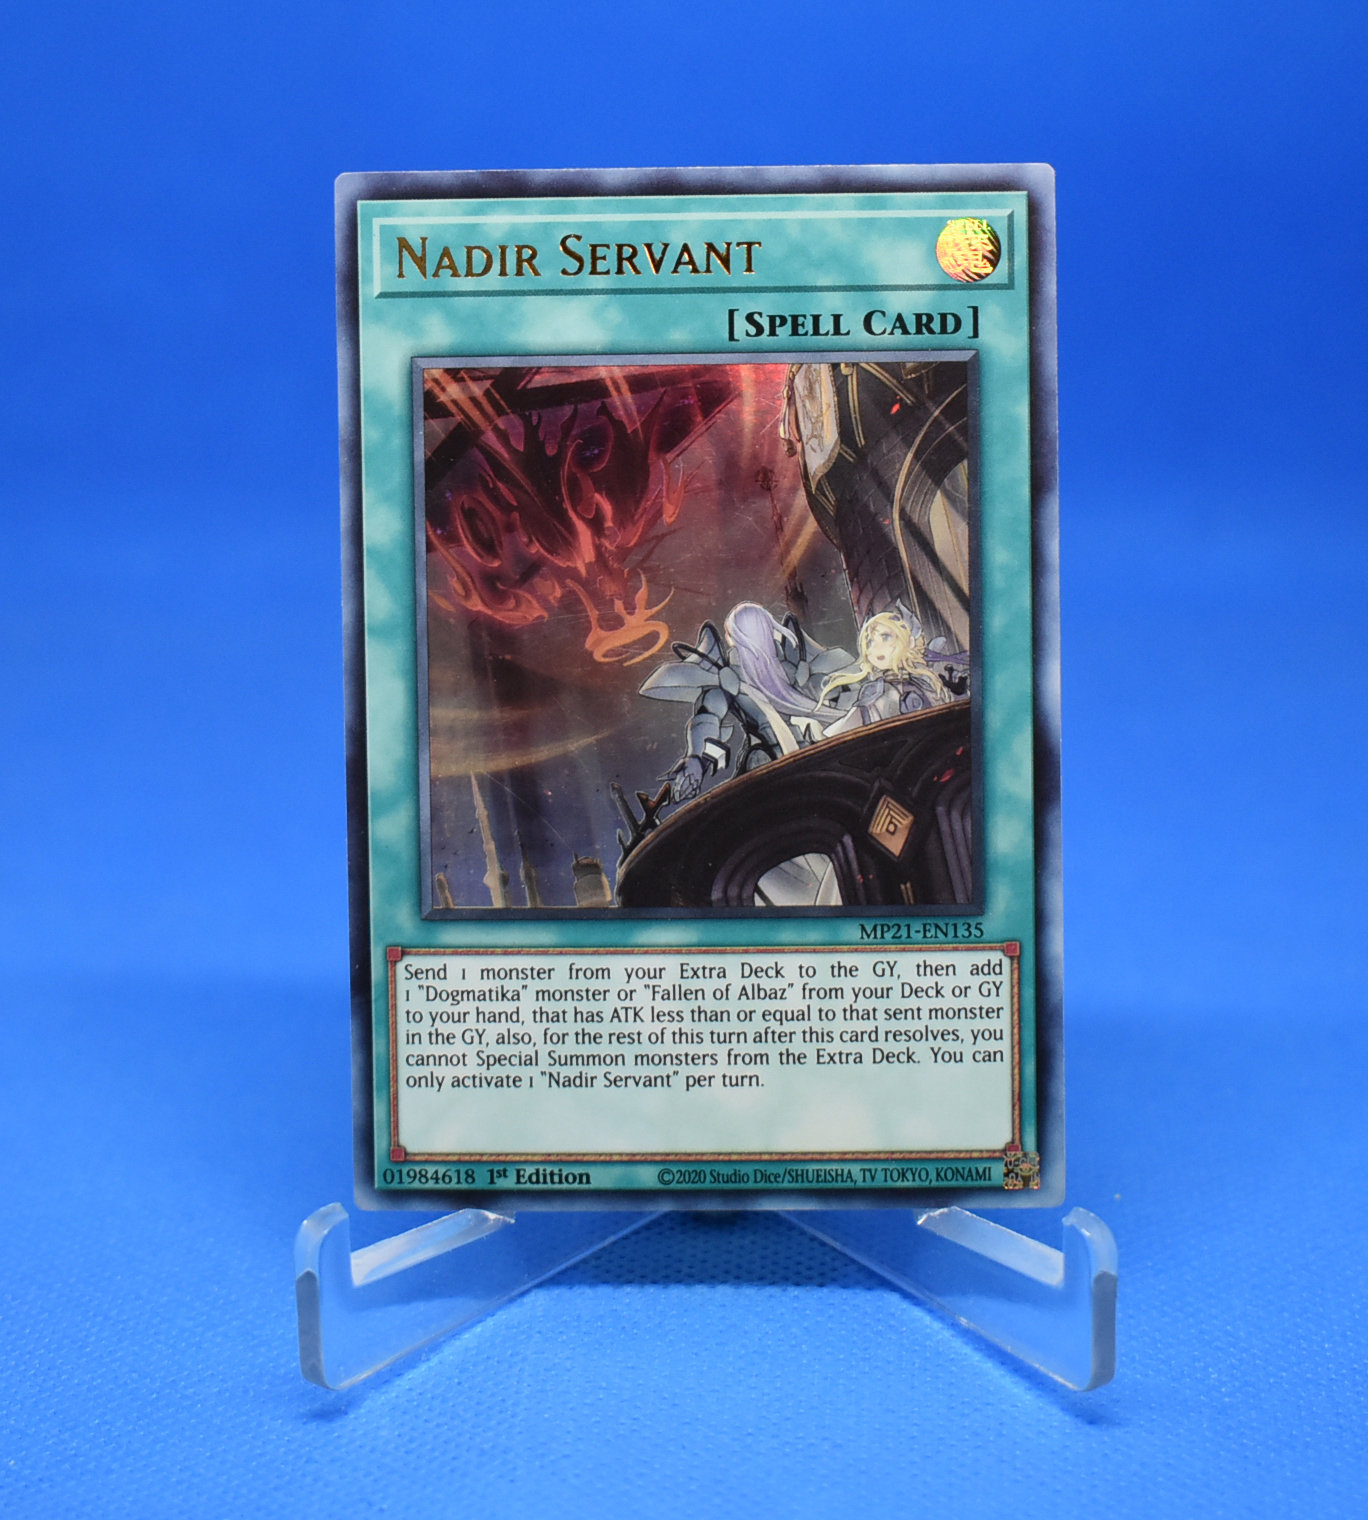 NADIR SERVANT
[SPELL CARD]
MP21-EN135
Send 1 monster from your Extra Deck to the GY, then add
1 "Dogmatika" monster or "Fallen of Albaz" from your Deck or GY
to your hand, that has ATK less than or equal to that sent monster
in the GY, also, for the rest of this turn after this card resolves, you
cannot Special Summon monsters from the Extra Deck. You can
only activate 1 "Nadir Servant" per turn.
01984618 1st Edition ©2020 Studio Dice/SHUEISHA, TV TOKYO, KONAMI